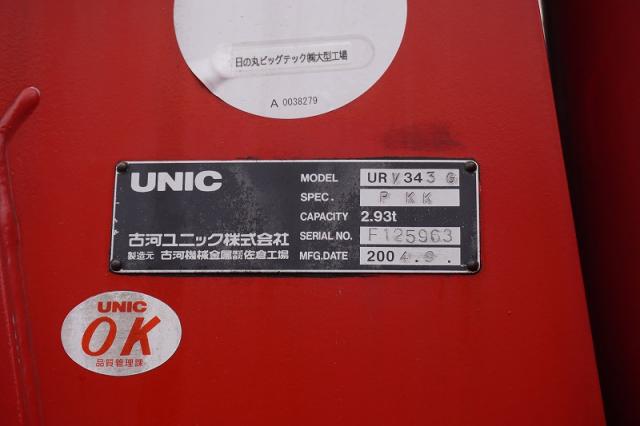 日の丸ビッグテック㈱大型工場
A 0038279
UNIC
MODEL URV343G
SPEC. PKK
CAPACITY 2.93t
SERIAL NO. F125963
MFG.DATE 2004.9.
古河ユニック株式会社
製造元 古河機械金属株式会社佐倉工場
UNIC
OK
品質管理課